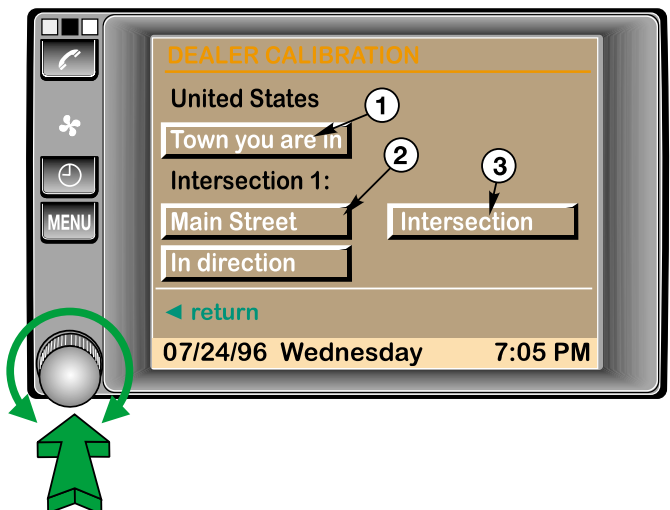 DEALER CALIBRATION
United States
1
Town you are in
2
Intersection 1:
3
MENU
Main Street
Intersection
In direction
◄ return
07/24/96 Wednesday 7:05 PM